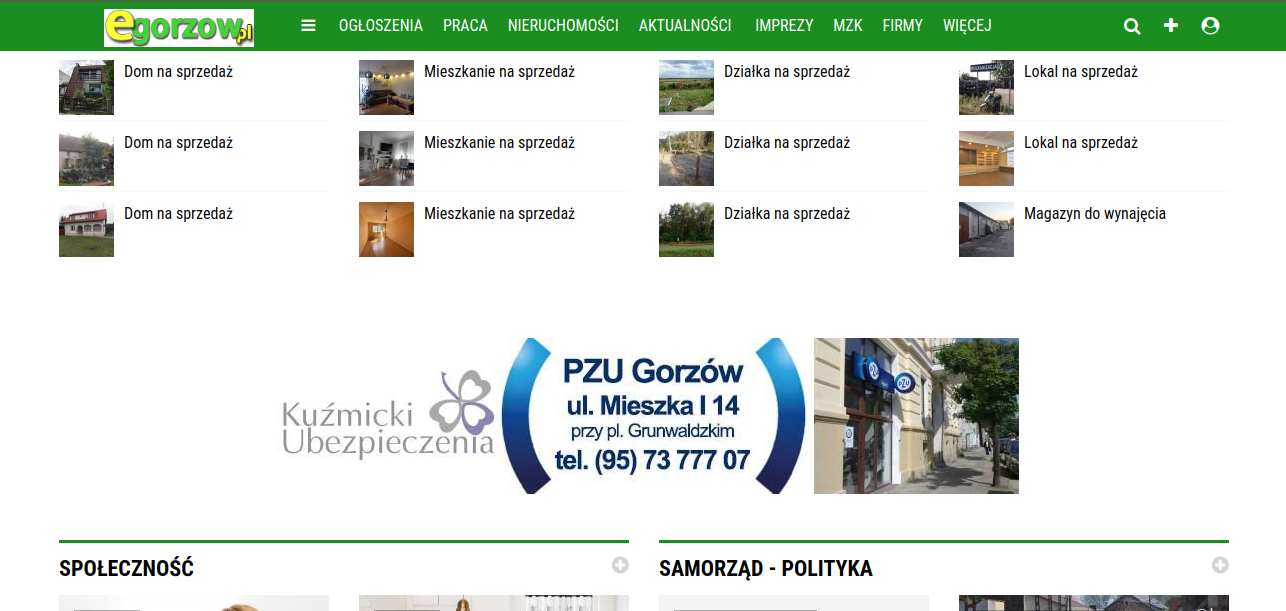 egorzow.pl
OGŁOSZENIA PRACA NIERUCHOMOŚCI AKTUALNOŚCI IMPREZY MZK FIRMY WIĘCEJ
Dom na sprzedaż
Mieszkanie na sprzedaż
Działka na sprzedaż
Lokal na sprzedaż
Dom na sprzedaż
Mieszkanie na sprzedaż
Działka na sprzedaż
Lokal na sprzedaż
Dom na sprzedaż
Mieszkanie na sprzedaż
Działka na sprzedaż
Magazyn do wynajęcia
Kuźmicki
Ubezpieczenia
PZU Gorzów
ul. Mieszka I 14
przy pl. Grunwaldzkim
tel. (95) 73 777 07
PZU
PZU
SPOŁECZNOŚĆ
SAMORZĄD - POLITYKA